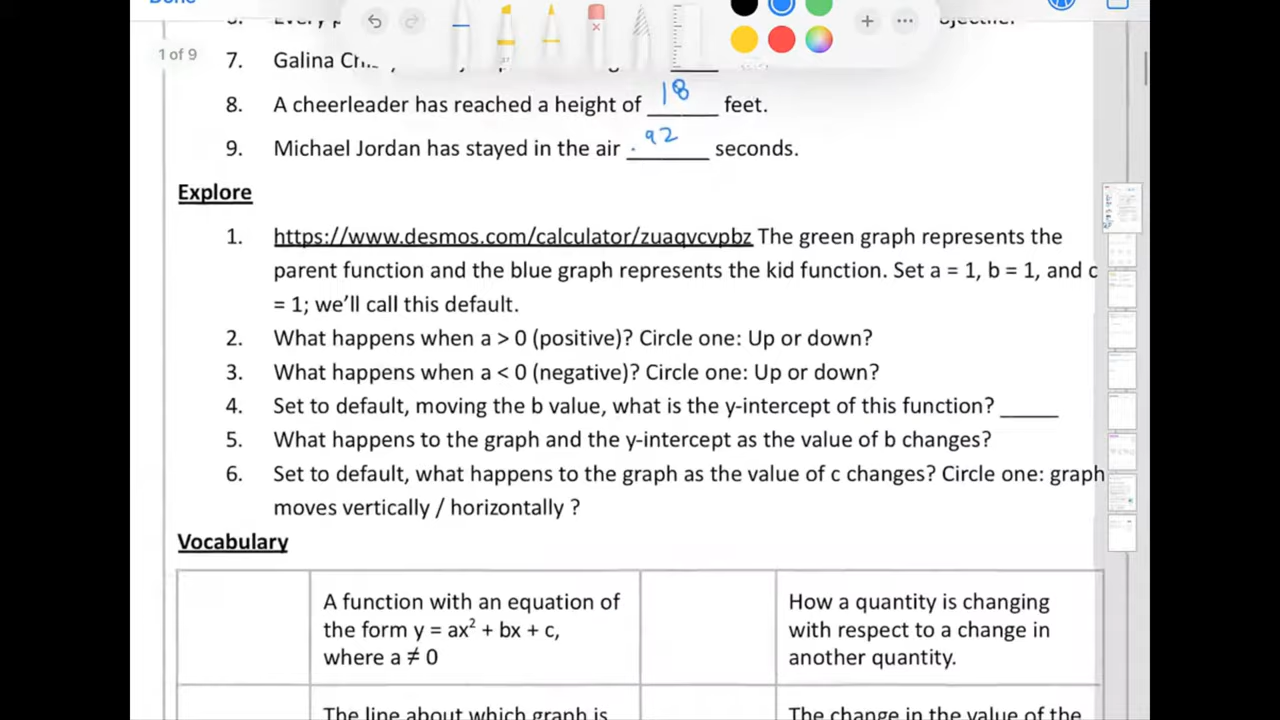 Done
1 of 9
7. Galina Ch
8. A cheerleader has reached a height of 18 feet.
9. Michael Jordan has stayed in the air .92 seconds.
Explore
1. https://www.desmos.com/calculator/zuaqvcvpbz The green graph represents the
parent function and the blue graph represents the kid function. Set a = 1, b = 1, and c
= 1; we’ll call this default.
2. What happens when a > 0 (positive)? Circle one: Up or down?
3. What happens when a < 0 (negative)? Circle one: Up or down?
4. Set to default, moving the b value, what is the y-intercept of this function? _____
5. What happens to the graph and the y-intercept as the value of b changes?
6. Set to default, what happens to the graph as the value of c changes? Circle one: graph
moves vertically / horizontally ?
Vocabulary
A function with an equation of
the form y = ax² + bx + c,
where a ≠ 0
How a quantity is changing
with respect to a change in
another quantity.
The line about which graph is
The change in the value of the